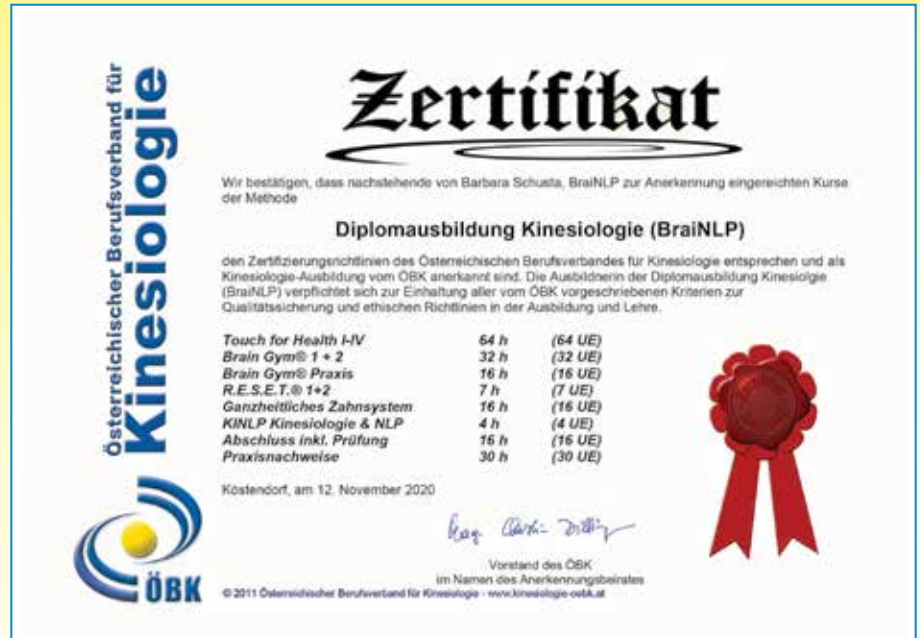 Österreichischer Berufsverband für
Kinesiologie
ÖBK
Zertifikat
Wir bestätigen, dass nachstehende von Barbara Schusta, BraiNLP zur Anerkennung eingereichten Kurse
der Methode
Diplomausbildung Kinesiologie (BraiNLP)
den Zertifizierungsrichtlinien des Österreichischen Berufsverbandes für Kinesiologie entsprechen und als
Kinesiologie-Ausbildung vom ÖBK anerkannt sind. Die Ausbildnerin der Diplomausbildung Kinesiolgie
(BraiNLP) verpflichtet sich zur Einhaltung aller vom ÖBK vorgeschriebenen Kriterien zur
Qualitätssicherung und ethischen Richtlinien in der Ausbildung und Lehre.
Touch for Health I-IV 64 h (64 UE)
Brain Gym® 1 + 2 32 h (32 UE)
Brain Gym® Praxis 16 h (16 UE)
R.E.S.E.T.® 1+2 7 h (7 UE)
Ganzheitliches Zahnsystem 16 h (16 UE)
KINLP Kinesiologie & NLP 4 h (4 UE)
Abschluss inkl. Prüfung 16 h (16 UE)
Praxisnachweise 30 h (30 UE)
Köstendorf, am 12. November 2020
Mag.
Vorstand des ÖBK
im Namen des Anerkennungsbeirates
© 2011 Österreichischer Berufsverband für Kinesiologie - www.kinesiologie-oebk.at